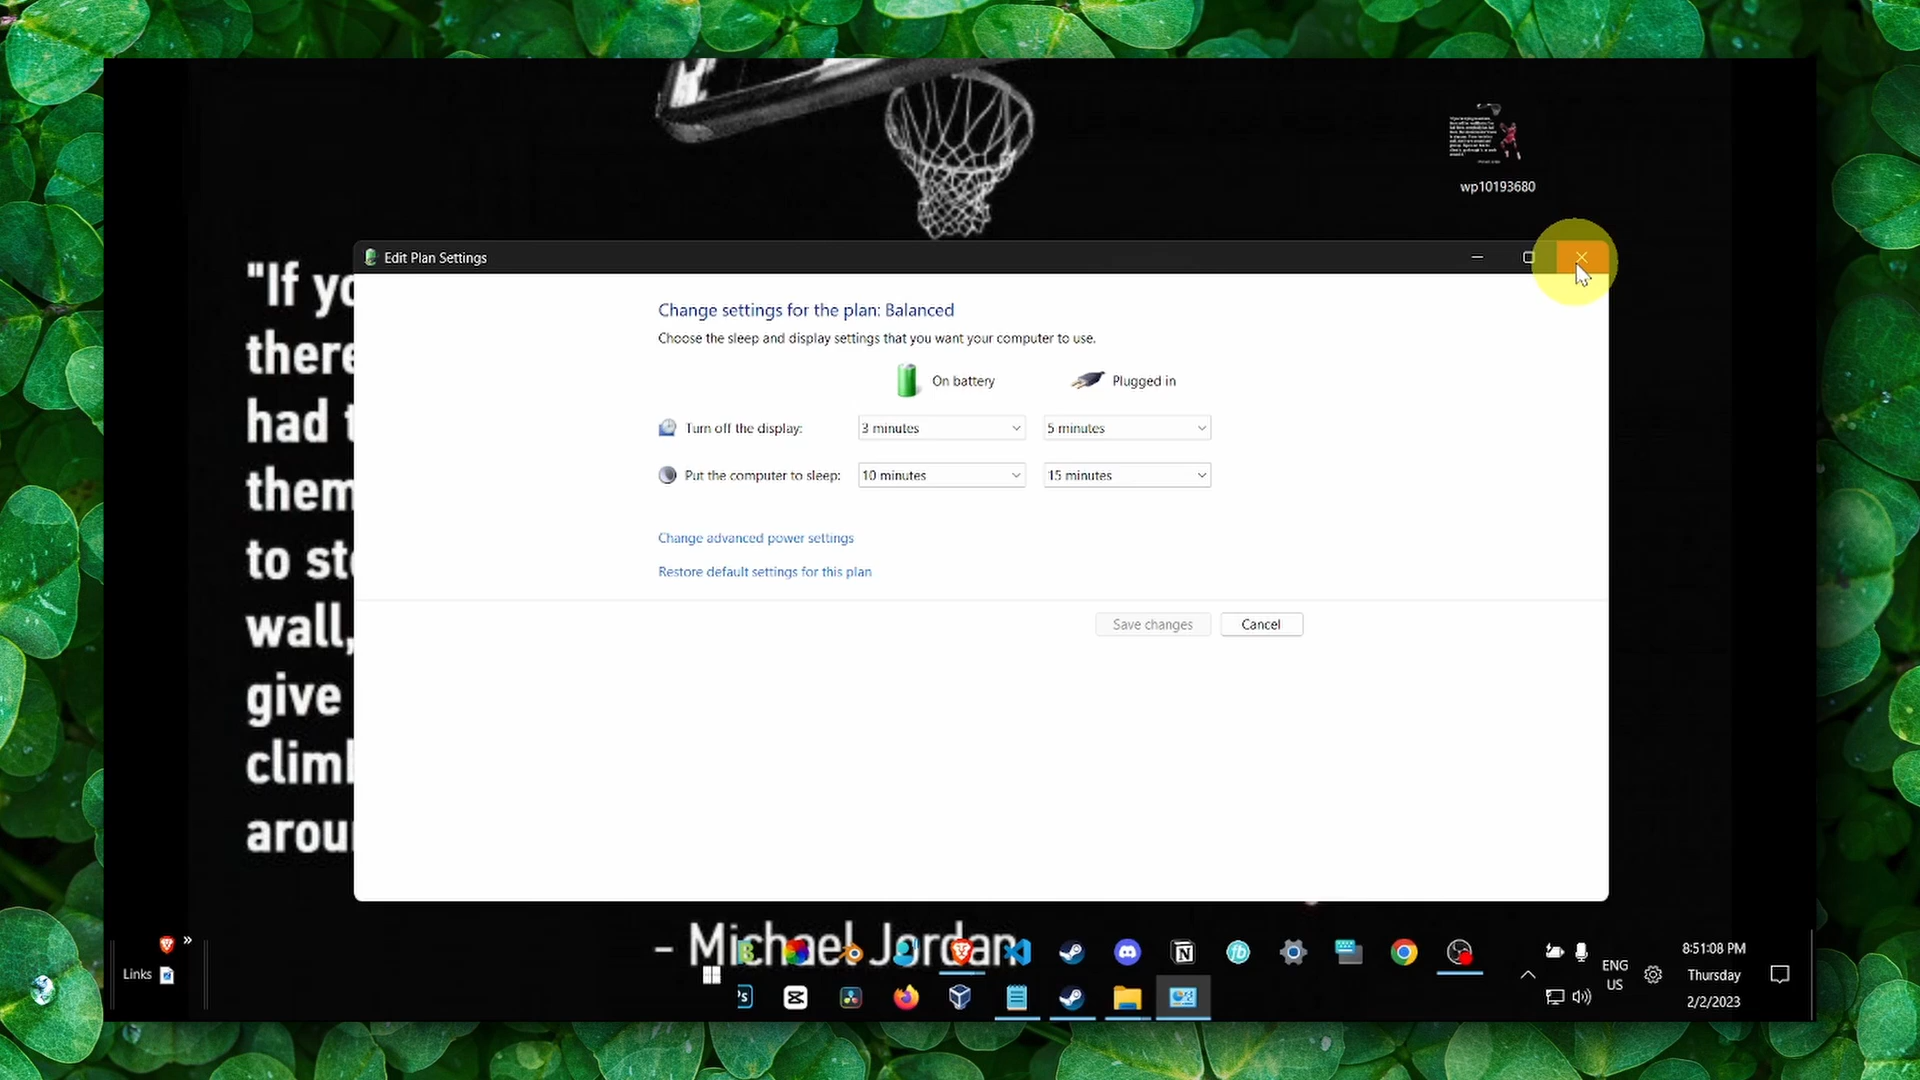 wp10193680
"If yo
there
had t
them
to sto
wall,
give
climb
arou
Edit Plan Settings
Change settings for the plan: Balanced
Choose the sleep and display settings that you want your computer to use.
On battery
Plugged in
Turn off the display:
3 minutes
5 minutes
Put the computer to sleep:
10 minutes
15 minutes
Change advanced power settings
Restore default settings for this plan
Save changes
Cancel
– Michael Jordan
Links
ENG
US
8:51:08 PM
Thursday
2/2/2023